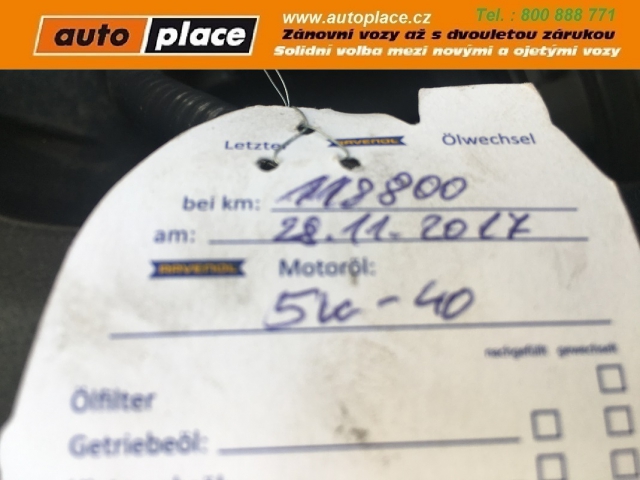 auto place
www.autoplace.cz
Tel. : 800 888 771
Zánovní vozy až s dvouletou zárukou
Solidní volba mezi novými a ojetými vozy
Letzter RAVENOL Ölwechsel
bei km: 118800
am: 28.11.2017
RAVENOL Motoröl:
5w-40
nachgefüllt gewechselt
Ölfilter
Getriebeöl: